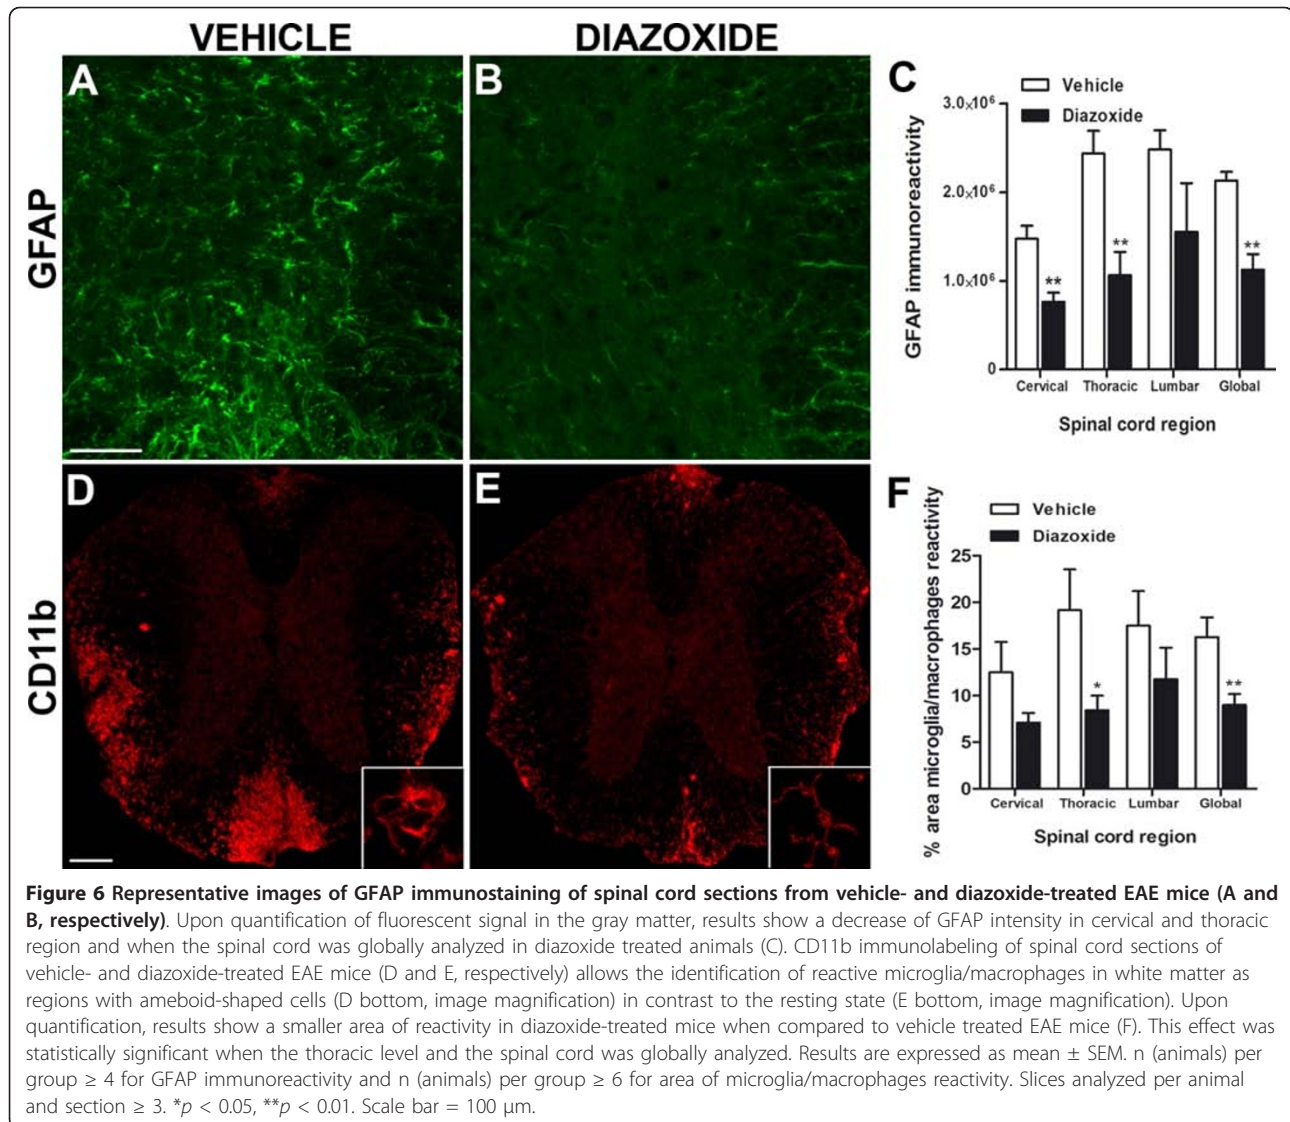 VEHICLE
DIAZOXIDE
GFAP
A
B
C
Vehicle
Diazoxide
GFAP immunoreactivity
3.0×10⁶
2.0×10⁶
1.0×10⁶
0
**
**
**
Cervical Thoracic Lumbar Global
Spinal cord region
CD11b
D
E
F
Vehicle
Diazoxide
% area microglia/macrophages reactivity
25
20
15
10
5
0
*
**
Cervical Thoracic Lumbar Global
Spinal cord region
Figure 6 Representative images of GFAP immunostaining of spinal cord sections from vehicle- and diazoxide-treated EAE mice (A and
B, respectively). Upon quantification of fluorescent signal in the gray matter, results show a decrease of GFAP intensity in cervical and thoracic
region and when the spinal cord was globally analyzed in diazoxide treated animals (C). CD11b immunolabeling of spinal cord sections of
vehicle- and diazoxide-treated EAE mice (D and E, respectively) allows the identification of reactive microglia/macrophages in white matter as
regions with ameboid-shaped cells (D bottom, image magnification) in contrast to the resting state (E bottom, image magnification). Upon
quantification, results show a smaller area of reactivity in diazoxide-treated mice when compared to vehicle treated EAE mice (F). This effect was
statistically significant when the thoracic level and the spinal cord was globally analyzed. Results are expressed as mean ± SEM. n (animals) per
group ≥ 4 for GFAP immunoreactivity and n (animals) per group ≥ 6 for area of microglia/macrophages reactivity. Slices analyzed per animal
and section ≥ 3. *p < 0.05, **p < 0.01. Scale bar = 100 μm.